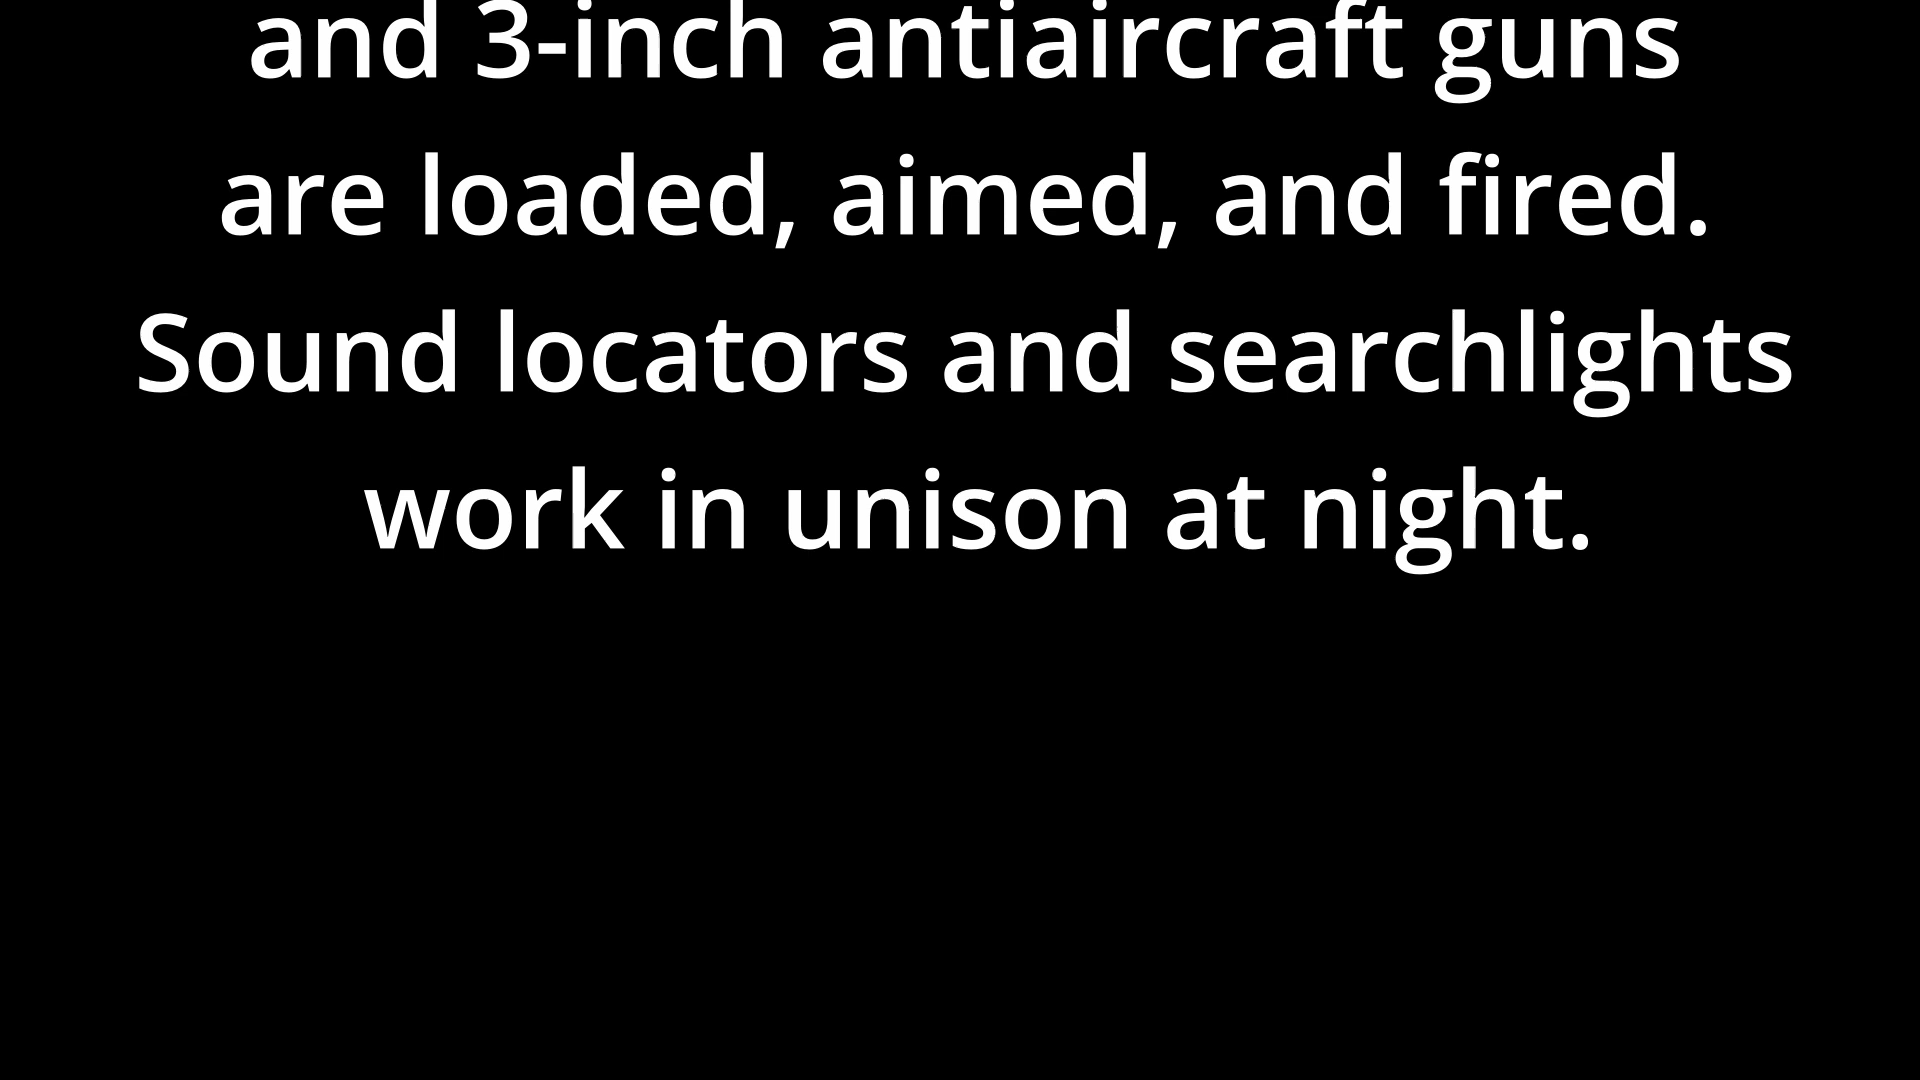 and 3-inch antiaircraft guns
are loaded, aimed, and fired.
Sound locators and searchlights
work in unison at night.